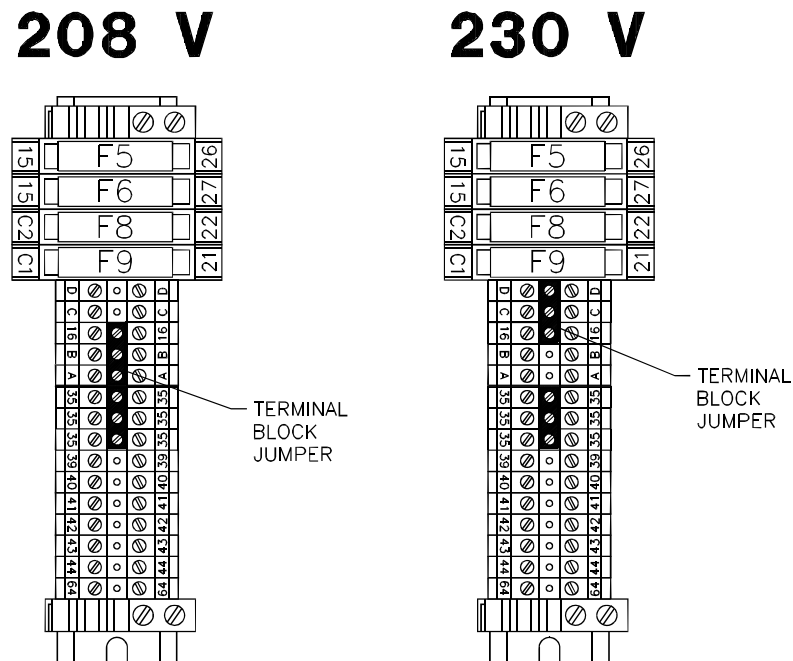 208 V
15 F5 26
15 F6 27
C2 F8 22
C1 F9 21
D D
C C
16 16
B B
A A
35 35
35 35
35 35
39 39
40 40
41 41
42 42
43 43
44 44
64 64
TERMINAL
BLOCK
JUMPER
230 V
15 F5 26
15 F6 27
C2 F8 22
C1 F9 21
D D
C C
16 16
B B
A A
35 35
35 35
35 35
39 39
40 40
41 41
42 42
43 43
44 44
64 64
TERMINAL
BLOCK
JUMPER